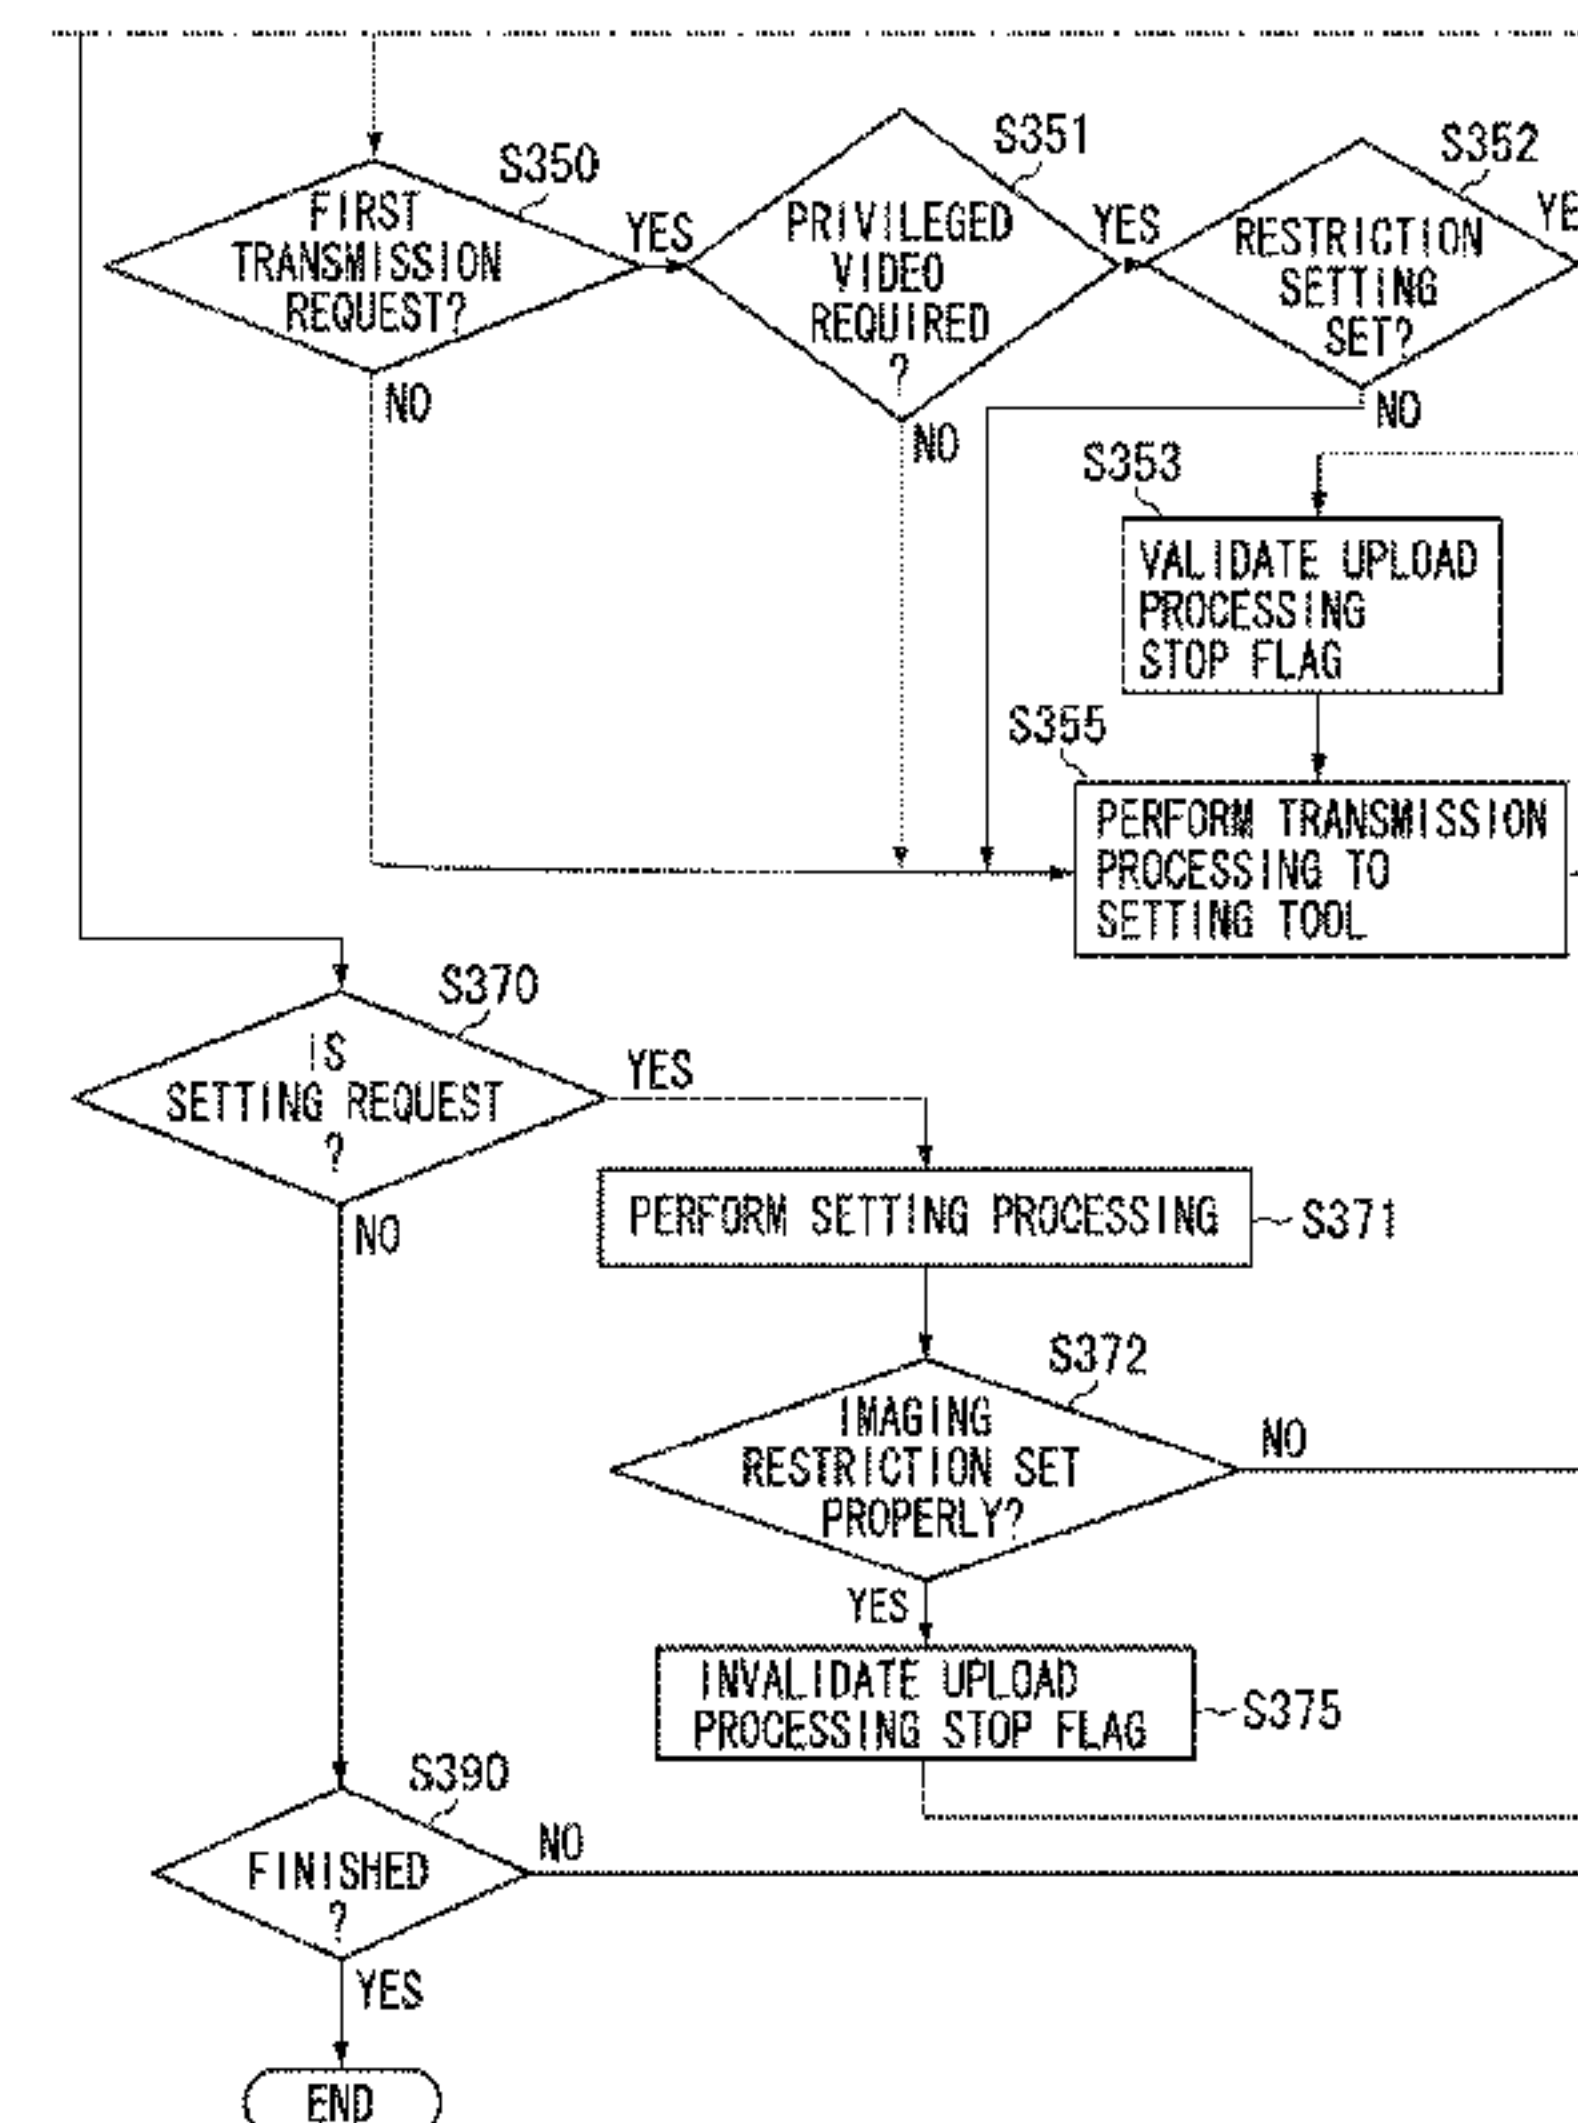 S350
FIRST
TRANSMISSION
REQUEST?
YES
NO
S351
PRIVILEGED
VIDEO
REQUIRED
?
YES
NO
S352
RESTRICTION
SETTING
SET?
YE
NO
S353
VALIDATE UPLOAD
PROCESSING
STOP FLAG
S355
PERFORM TRANSMISSION
PROCESSING TO
SETTING TOOL
S370
IS
SETTING REQUEST
?
YES
NO
PERFORM SETTING PROCESSING
S371
S372
IMAGING
RESTRICTION SET
PROPERLY?
NO
YES
INVALIDATE UPLOAD
PROCESSING STOP FLAG
S375
S390
FINISHED
?
NO
YES
END